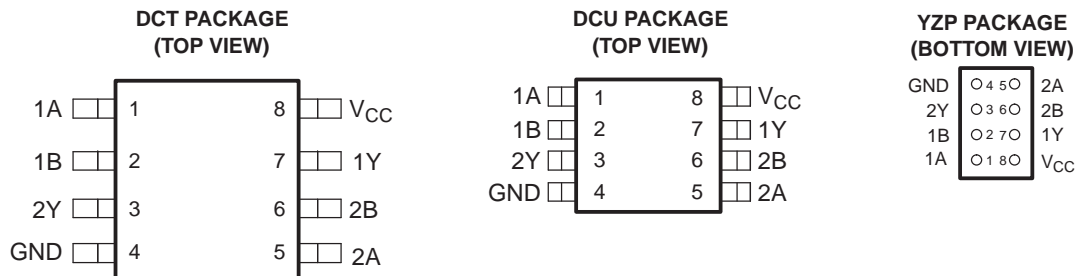 DCT PACKAGE
(TOP VIEW)
1A 1 8 VCC
1B 2 7 1Y
2Y 3 6 2B
GND 4 5 2A
DCU PACKAGE
(TOP VIEW)
1A 1 8 VCC
1B 2 7 1Y
2Y 3 6 2B
GND 4 5 2A
YZP PACKAGE
(BOTTOM VIEW)
GND 4 5 2A
2Y 3 6 2B
1B 2 7 1Y
1A 1 8 VCC